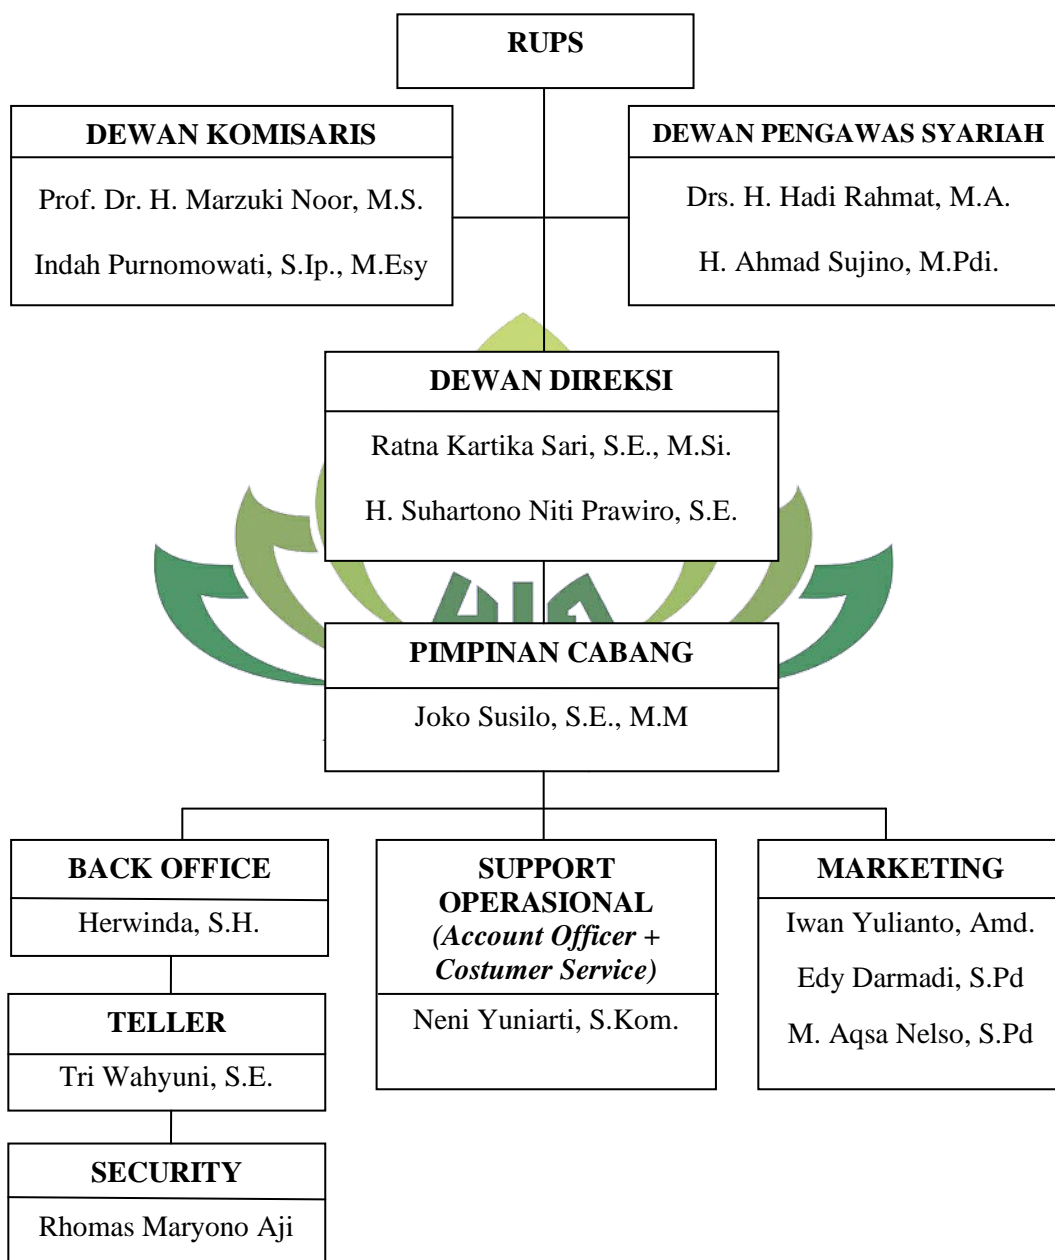 RUPS
DEWAN KOMISARIS
Prof. Dr. H. Marzuki Noor, M.S.
Indah Purnomowati, S.Ip., M.Esy
DEWAN PENGAWAS SYARIAH
Drs. H. Hadi Rahmat, M.A.
H. Ahmad Sujino, M.Pdi.
DEWAN DIREKSI
Ratna Kartika Sari, S.E., M.Si.
H. Suhartono Niti Prawiro, S.E.
PIMPINAN CABANG
Joko Susilo, S.E., M.M
BACK OFFICE
Herwinda, S.H.
TELLER
Tri Wahyuni, S.E.
SECURITY
Rhomas Maryono Aji
SUPPORT
OPERASIONAL
(Account Officer +
Costumer Service)
Neni Yuniarti, S.Kom.
MARKETING
Iwan Yulianto, Amd.
Edy Darmadi, S.Pd
M. Aqsa Nelso, S.Pd